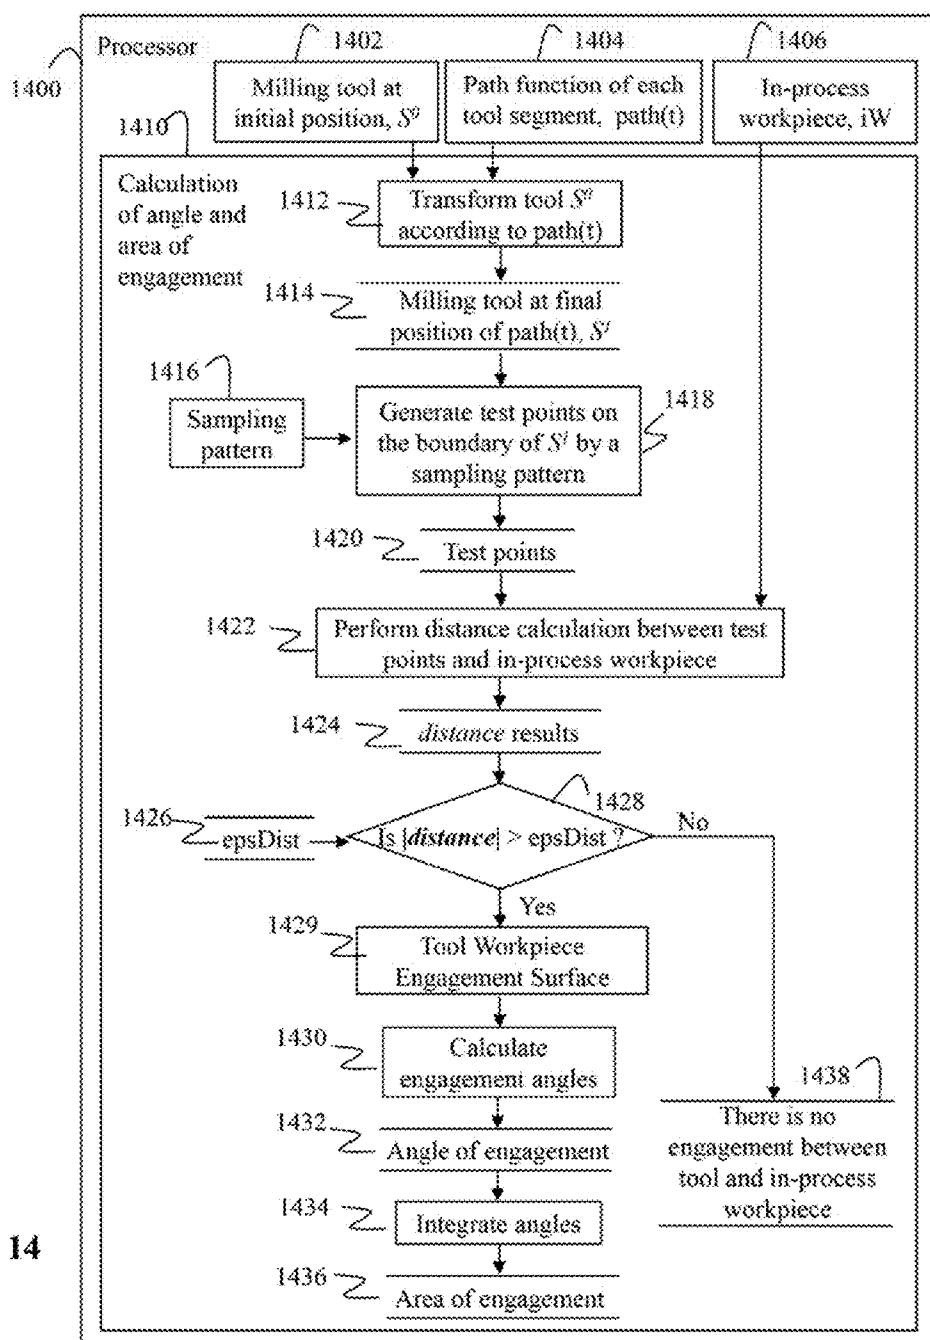 Processor
1400
1402
1404
1406
Milling tool at
initial position, S⁰
Path function of each
tool segment, path(t)
In-process
workpiece, iW
1410
Calculation
of angle and
area of
engagement
1412
Transform tool S⁰
according to path(t)
1414
Milling tool at final
position of path(t), Sᶠ
1416
Sampling
pattern
1418
Generate test points on
the boundary of Sᶠ by a
sampling pattern
1420
Test points
1422
Perform distance calculation between test
points and in-process workpiece
1424
distance results
1426
epsDist
1428
Is |distance| > epsDist ?
No
Yes
1429
Tool Workpiece
Engagement Surface
1430
Calculate
engagement angles
1432
Angle of engagement
1434
Integrate angles
1436
Area of engagement
1438
There is no
engagement between
tool and in-process
workpiece
14